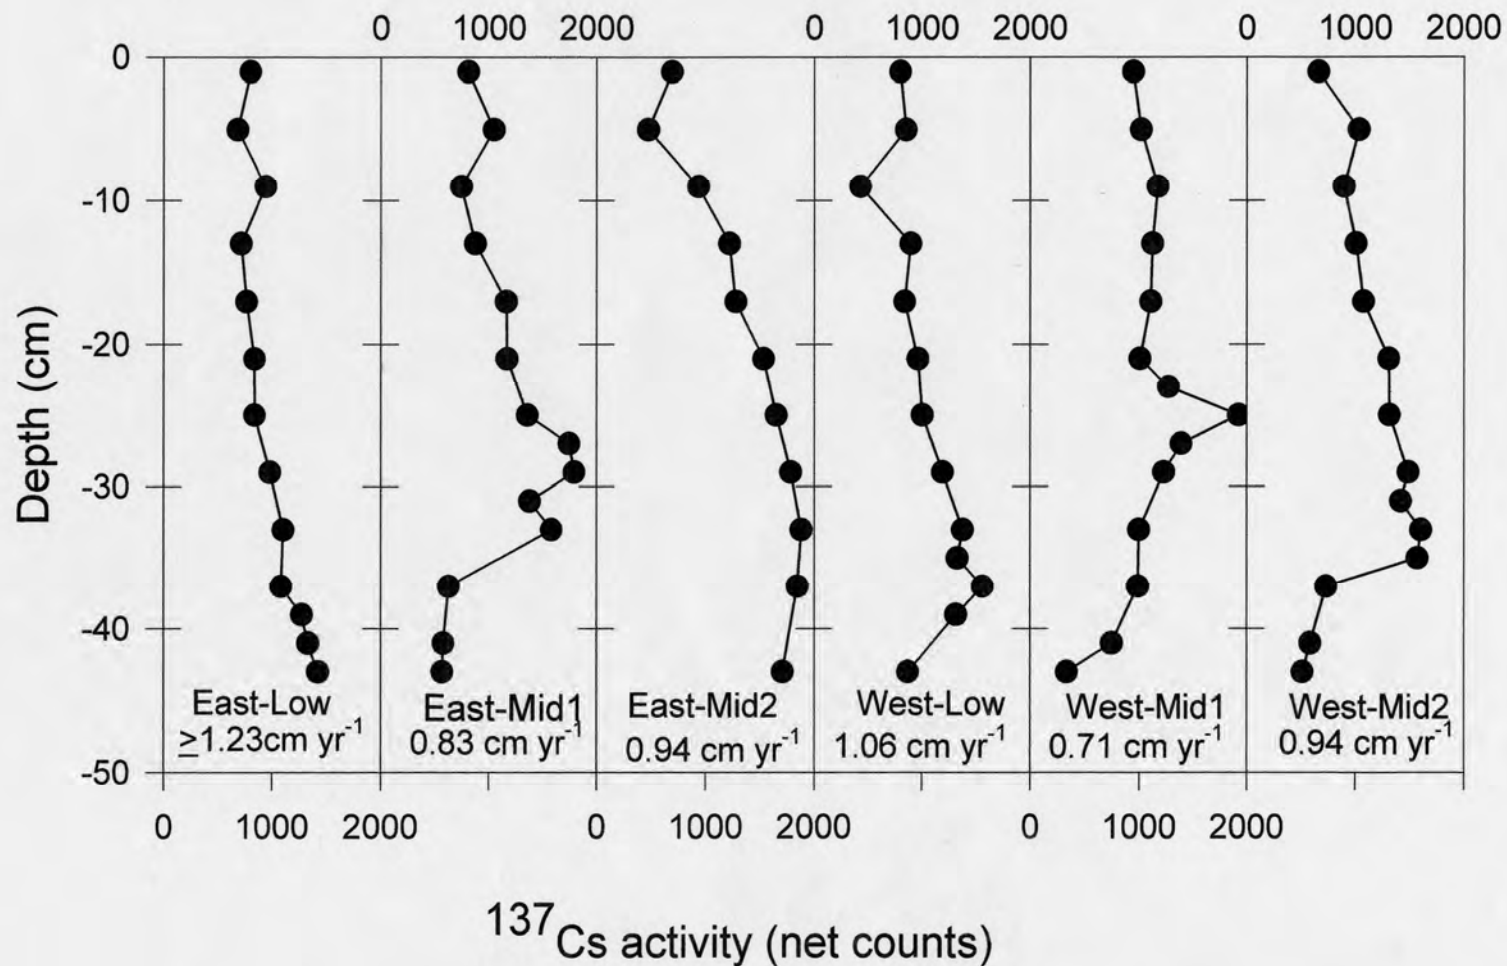 0 1000 2000 0 1000 2000 0 1000 2000
0
-10
-20
-30
-40
-50
Depth (cm)
East-Low
≥1.23cm yr⁻¹
East-Mid1
0.83 cm yr⁻¹
East-Mid2
0.94 cm yr⁻¹
West-Low
1.06 cm yr⁻¹
West-Mid1
0.71 cm yr⁻¹
West-Mid2
0.94 cm yr⁻¹
0 1000 2000 0 1000 2000 0 1000 2000
¹³⁷Cs activity (net counts)